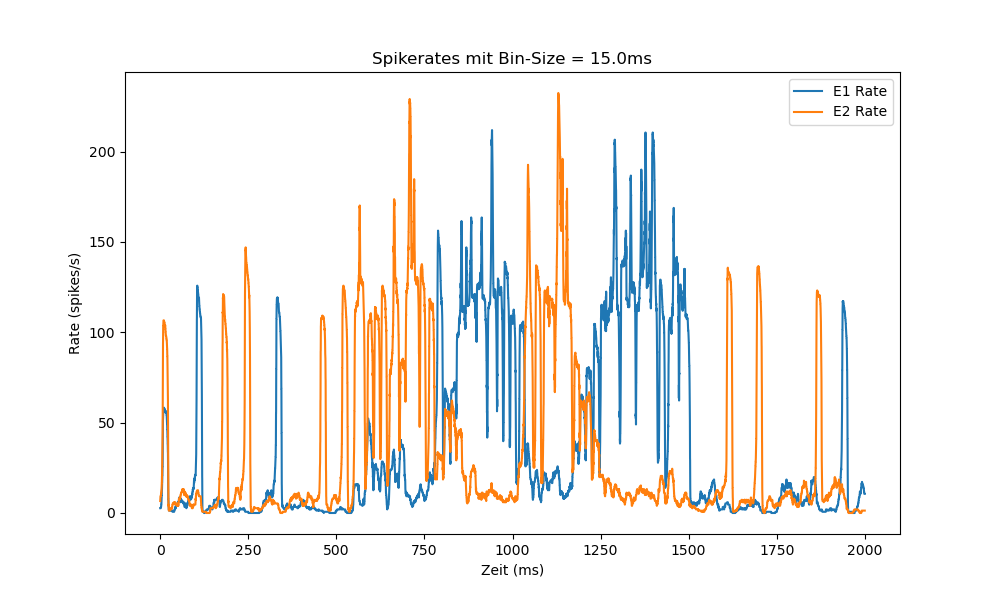 Spikerates mit Bin-Size = 15.0ms
E1 Rate
E2 Rate
Rate (spikes/s)
200
150
100
50
0
0 250 500 750 1000 1250 1500 1750 2000
Zeit (ms)